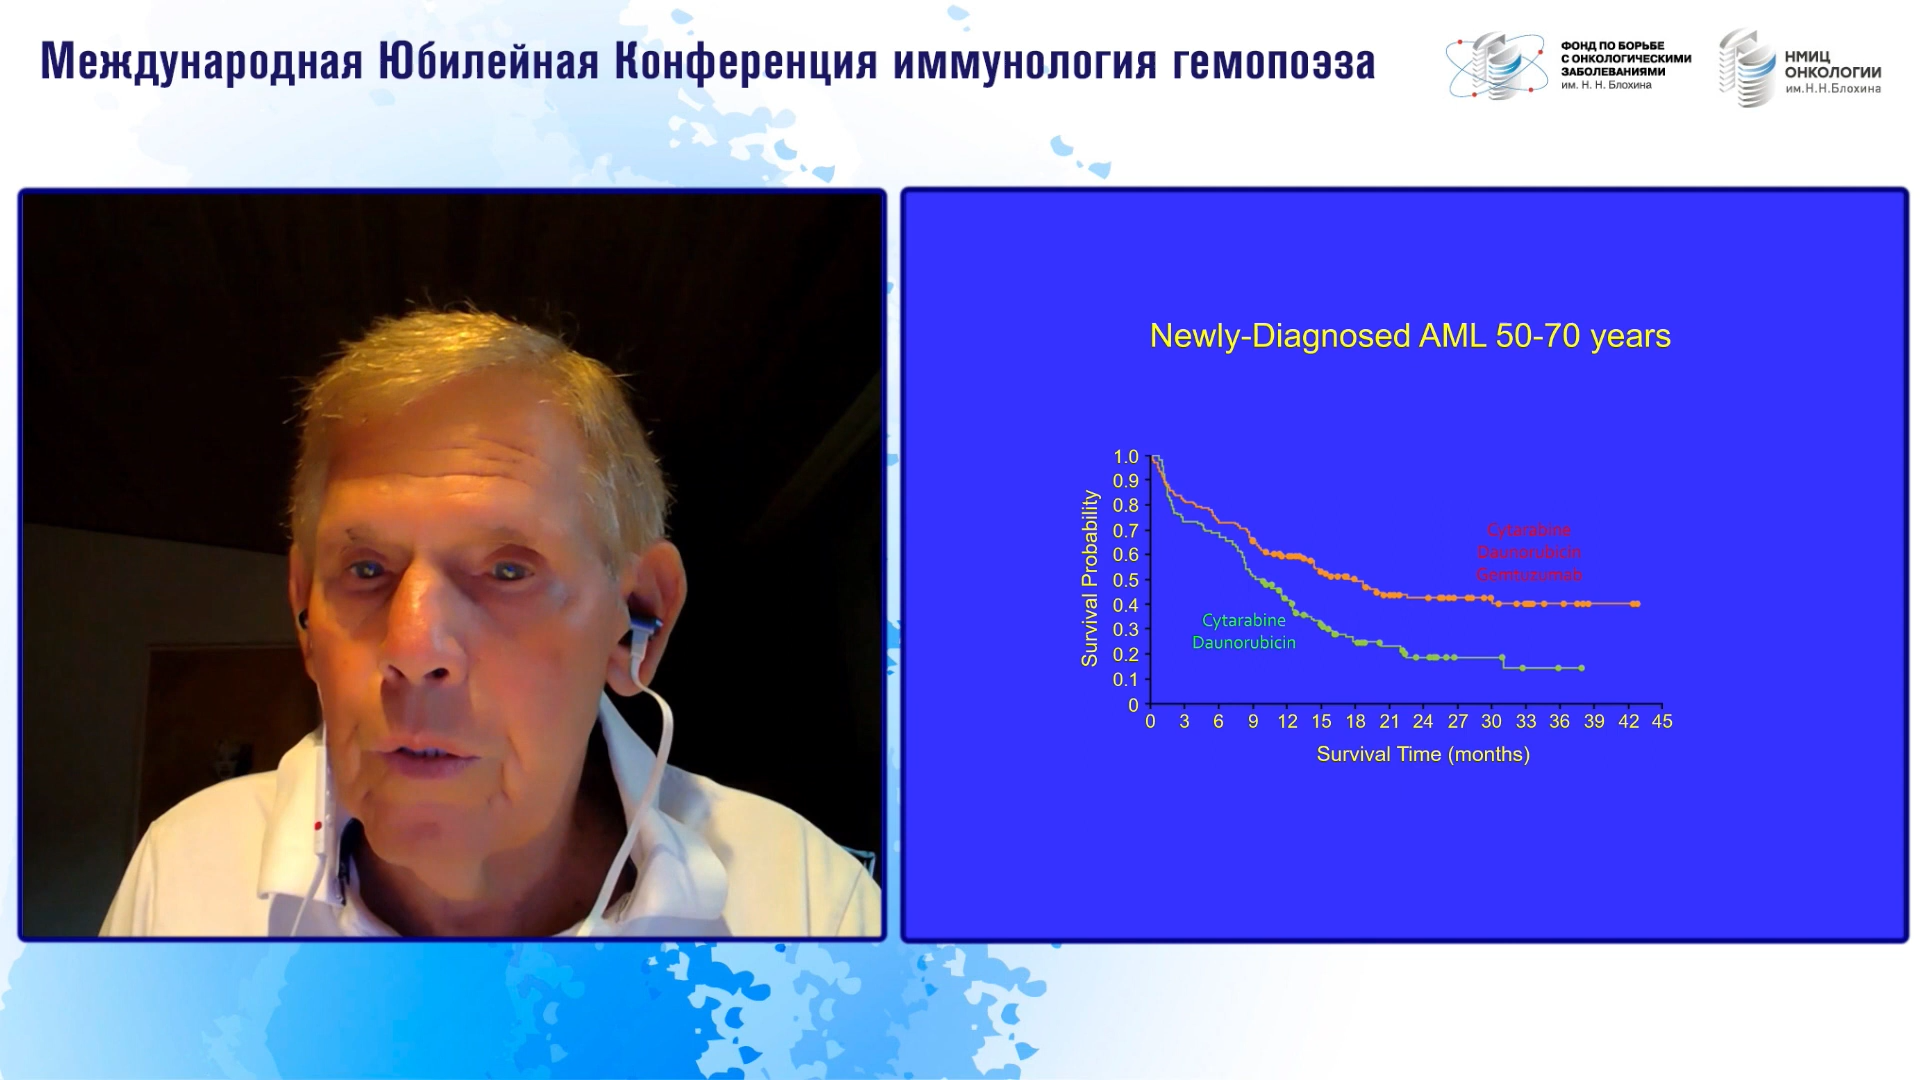 Международная Юбилейная Конференция иммунология гемопоэза
ФОНД ПО БОРЬБЕ
С ОНКОЛОГИЧЕСКИМИ
ЗАБОЛЕВАНИЯМИ
им. Н. Н. Блохина
НМИЦ
ОНКОЛОГИИ
им.Н.Н.Блохина
Newly-Diagnosed AML 50-70 years
Survival Probability
1.0
0.9
0.8
0.7
0.6
0.5
0.4
0.3
0.2
0.1
0
Cytarabine
Daunorubicin
Gemtuzumab
Cytarabine
Daunorubicin
0 3 6 9 12 15 18 21 24 27 30 33 36 39 42 45
Survival Time (months)